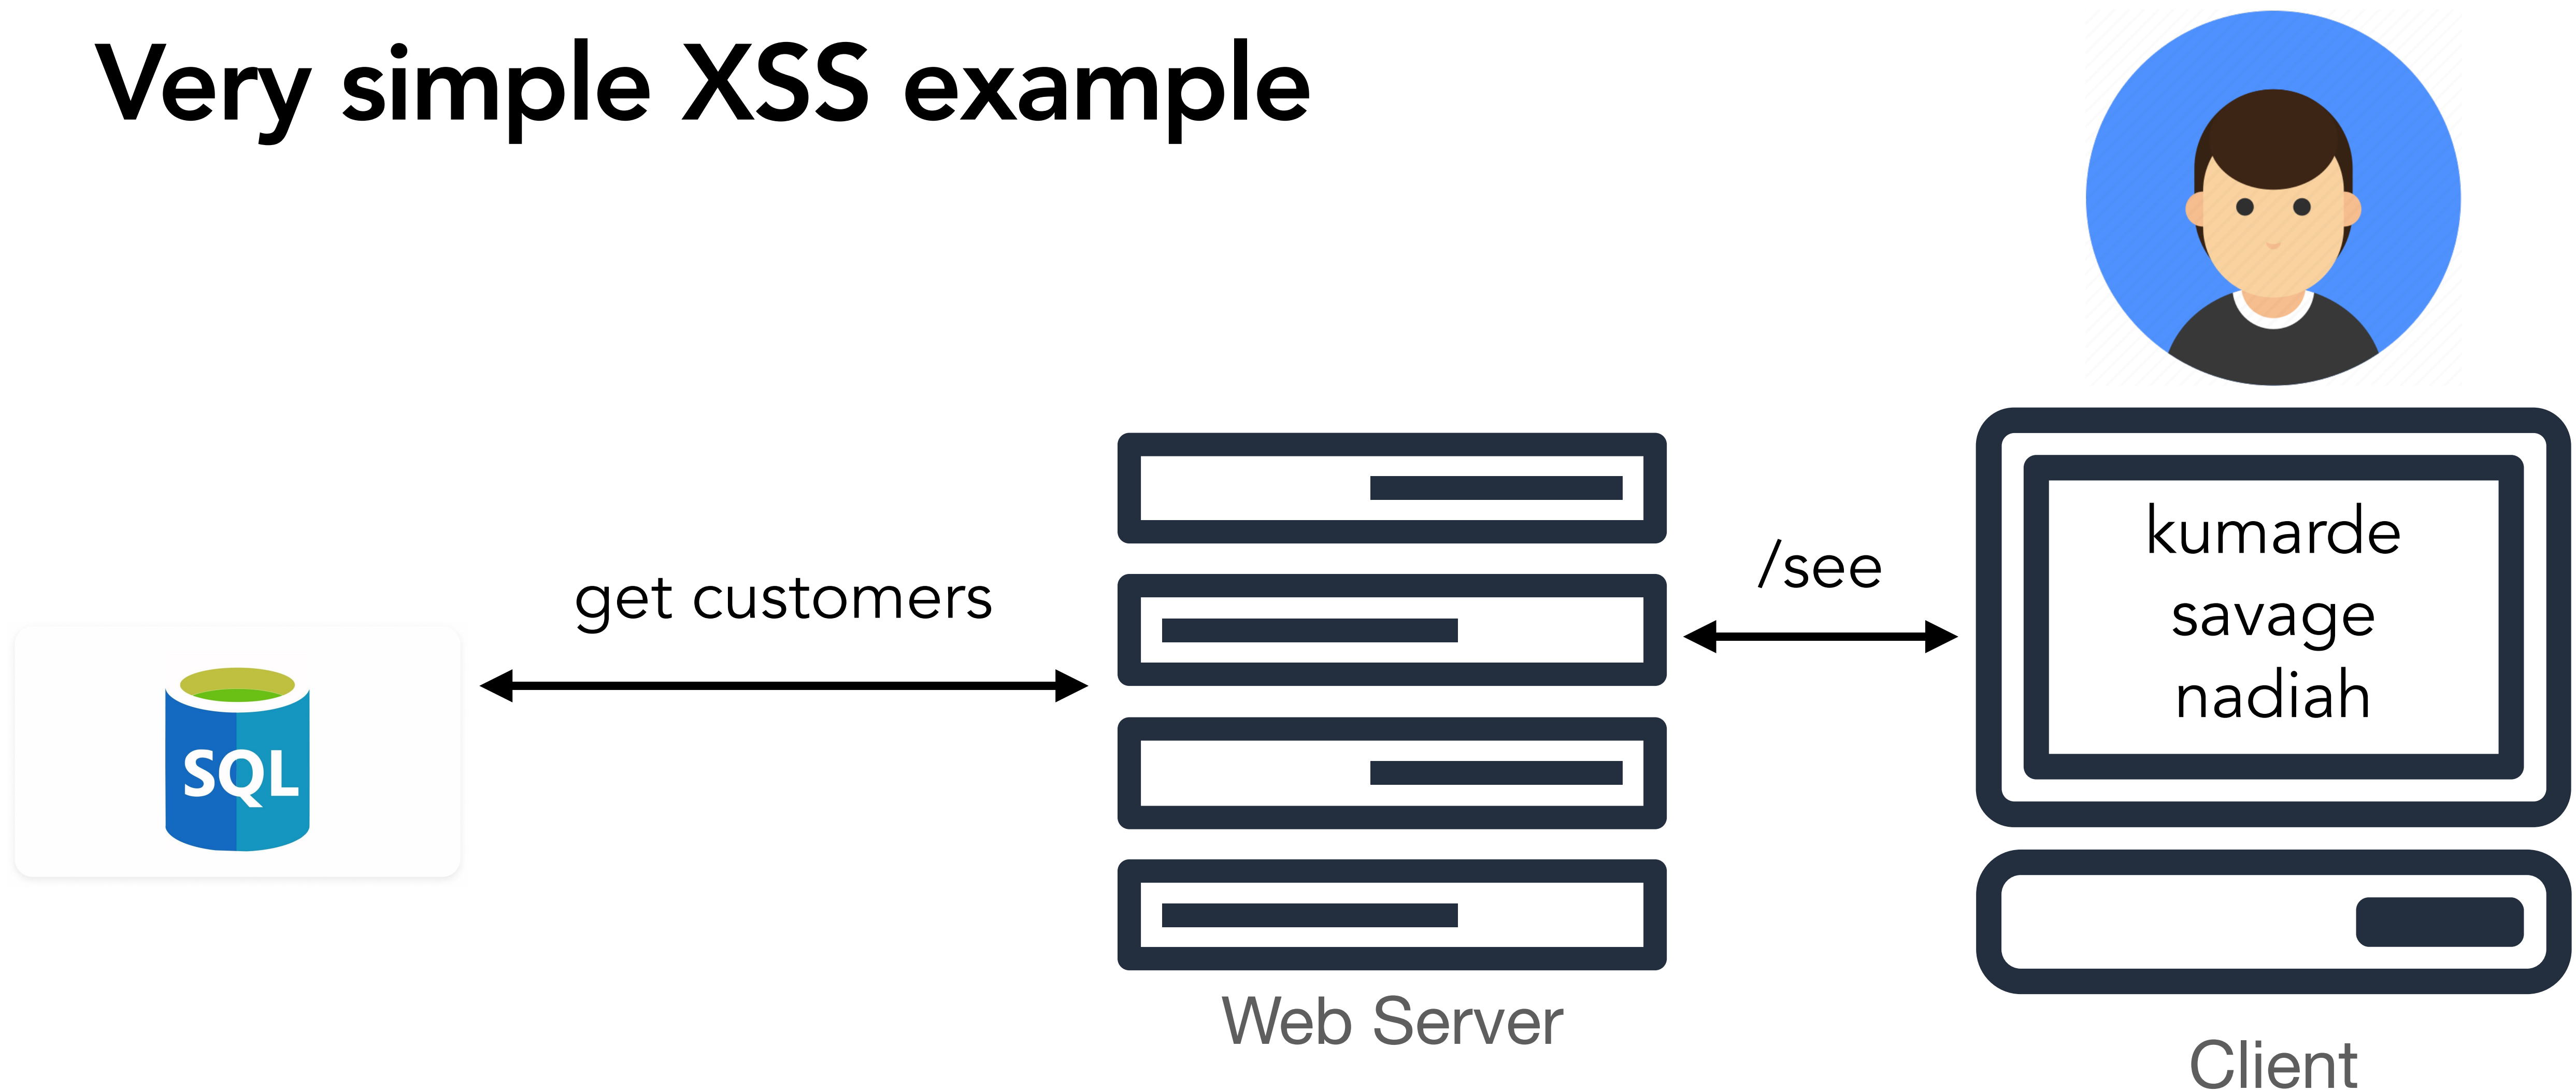 Very simple XSS example
get customers
/see
kumarde
savage
nadiah
SQL
Web Server
Client